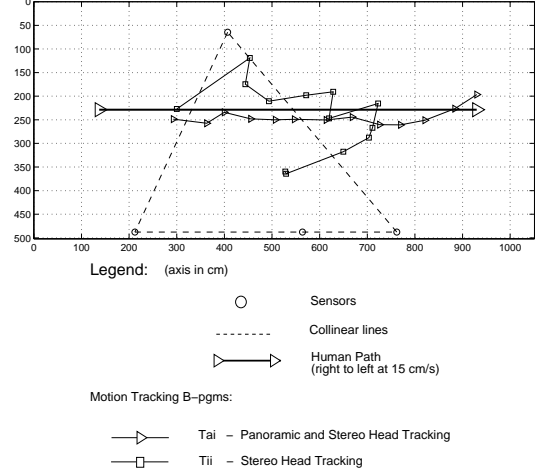 0
50
100
150
200
250
300
350
400
450
500
0 100 200 300 400 500 600 700 800 900 1000
Legend: (axis in cm)
Sensors
Collinear lines
Human Path
(right to left at 15 cm/s)
Motion Tracking B-pgms:
Tai – Panoramic and Stereo Head Tracking
Tii – Stereo Head Tracking